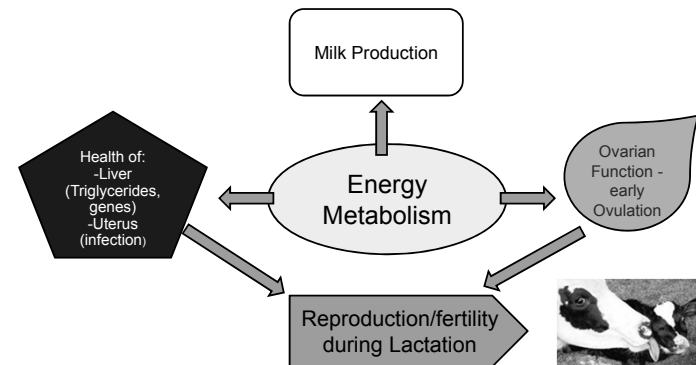 Milk Production
Health of:
-Liver
(Triglycerides,
genes)
-Uterus
(infection)
Energy
Metabolism
Ovarian
Function -
early
Ovulation
Reproduction/fertility
during Lactation